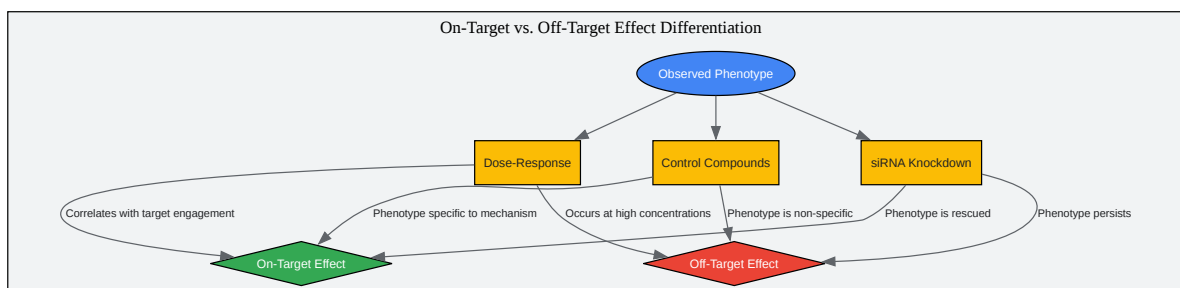 On-Target vs. Off-Target Effect Differentiation
Observed Phenotype
Dose-Response
Control Compounds
siRNA Knockdown
Correlates with target engagement
Phenotype specific to mechanism
Occurs at high concentrations
Phenotype is non-specific
Phenotype is rescued
Phenotype persists
On-Target Effect
Off-Target Effect